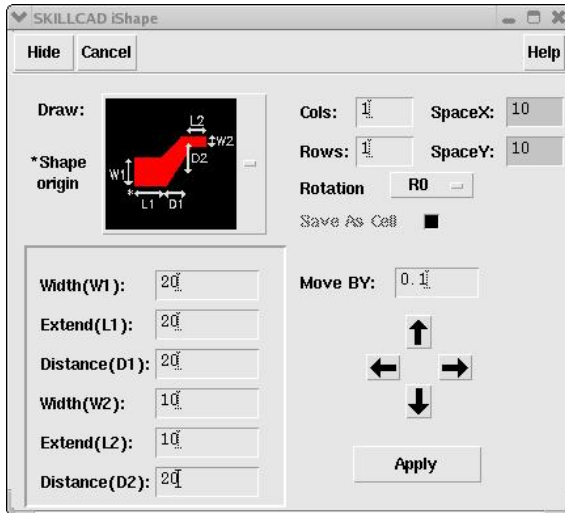 SKILLCAD iShape
Hide Cancel Help
Draw:
*Shape
origin
L2
W2
D2
W1
*
L1 D1
Cols: 1 SpaceX: 10
Rows: 1 SpaceY: 10
Rotation R0
Save As Cell
Width(W1): 20
Extend(L1): 20
Distance(D1): 20
Width(W2): 10
Extend(L2): 10
Distance(D2): 20
Move BY: 0.1
Apply